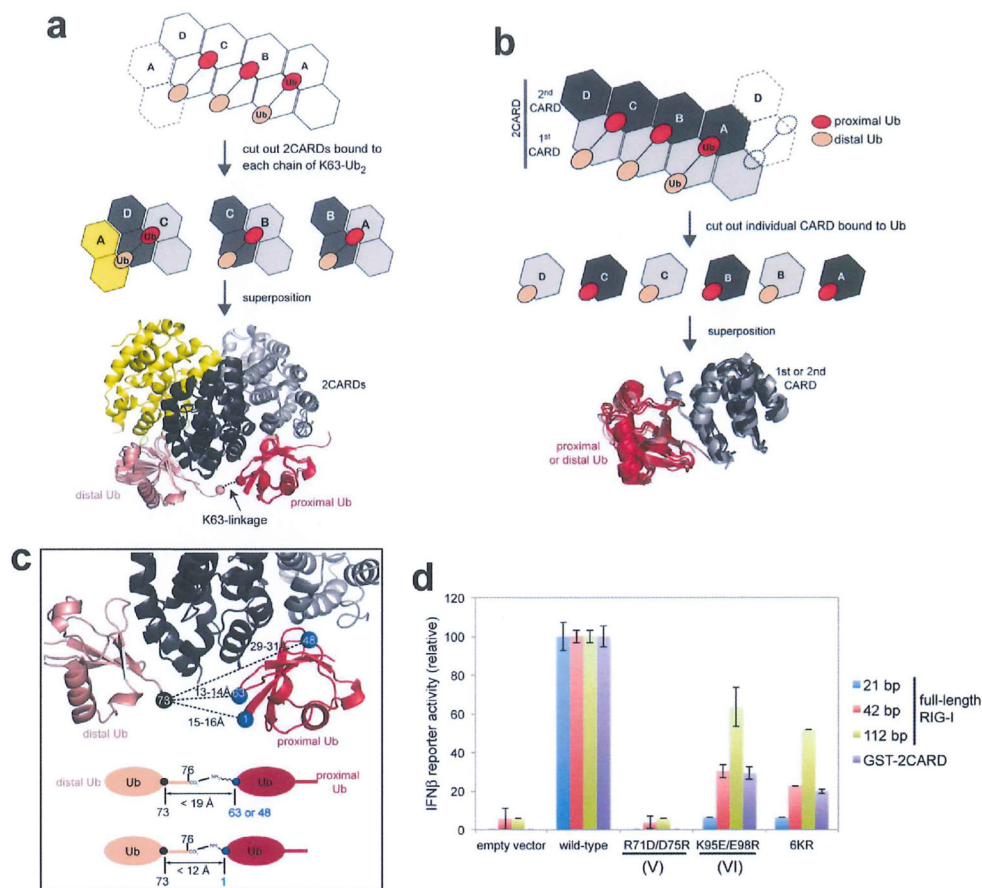 a
D
C
B
A
A
Ub
Ub
cut out 2CARDs bound to
each chain of K63-Ub2
D
C
A
Ub
Ub
C
B
B
A
superposition
2CARDs
distal Ub
proximal Ub
K63-linkage
b
2CARD
2nd
CARD
1st
CARD
D
C
B
A
D
Ub
Ub
proximal Ub
distal Ub
cut out individual CARD bound to Ub
D
C
C
B
B
A
superposition
1st or 2nd
CARD
proximal
or distal Ub
c
29-31Å
48
13-14Å
63
73
15-16Å
1
distal Ub
proximal Ub
distal Ub
Ub
76
CO2
NH2
Ub
proximal
Ub
< 19 Å
73
63 or 48
Ub
76
CO2
NH2
Ub
< 12 Å
73
1
d
IFNβ reporter activity (relative)
120
100
80
60
40
20
0
empty vector
wild-type
R71D/D75R
(V)
K95E/E98R
(VI)
6KR
21 bp
42 bp
112 bp
full-length
RIG-I
GST-2CARD